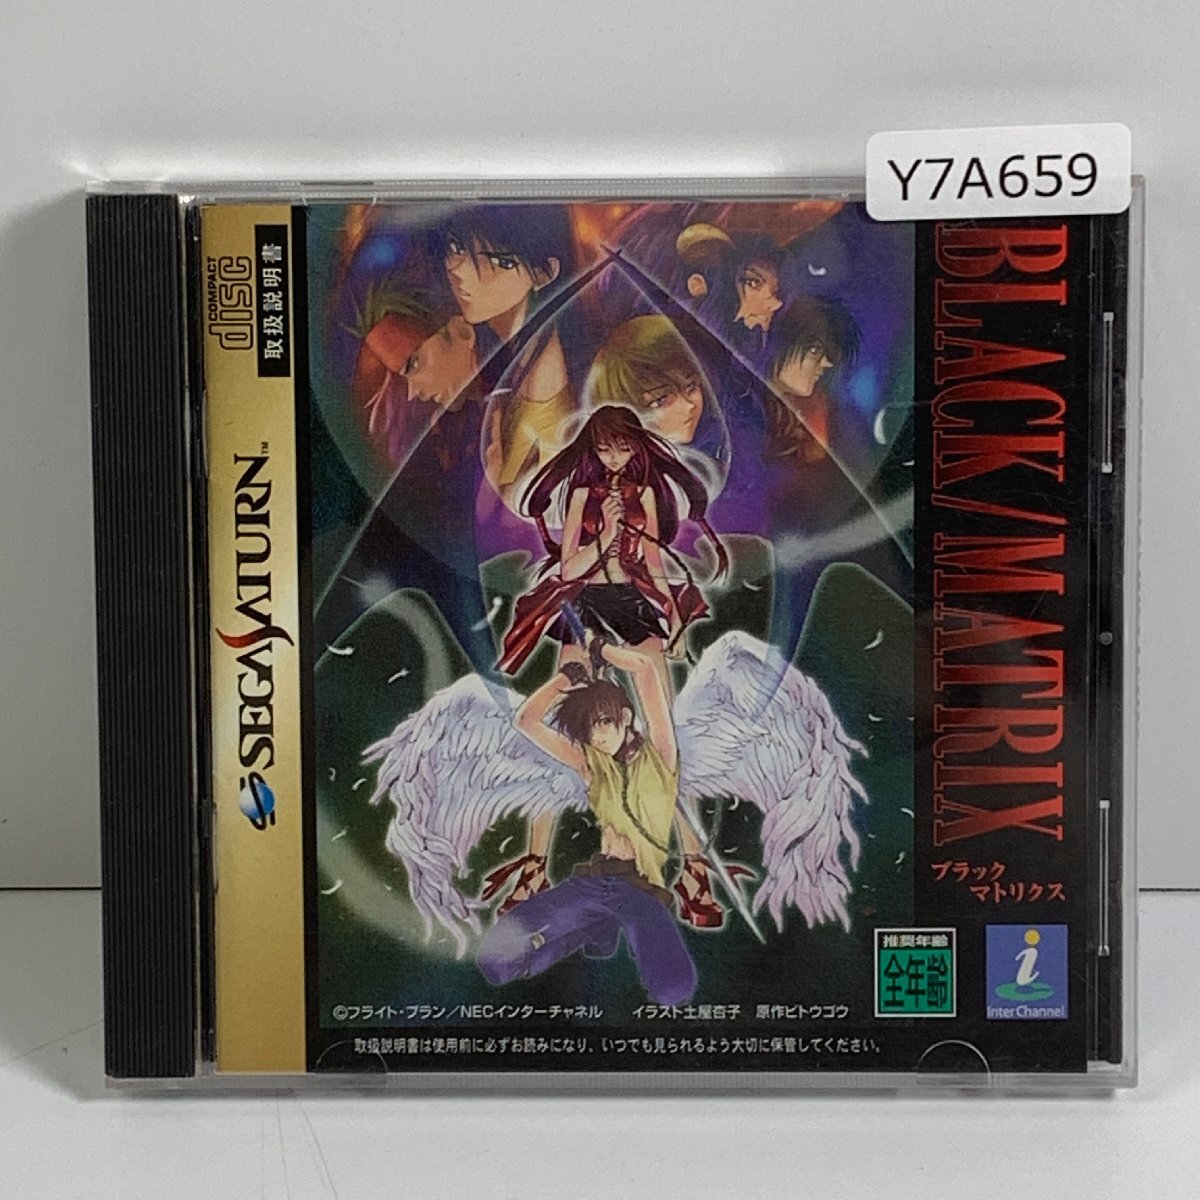 Y7A659
COMPACT
disc
取扱説明書
SEGA SATURN™
BLACK/MATRIX
ブラック
マトリクス
推奨年齢
全年齢
i
InterChannel
©フライト・プラン/NECインターチャネル　イラスト土屋杏子　原作ビトウゴウ
取扱説明書は使用前に必ずお読みになり、いつでも見られるよう大切に保管してください。